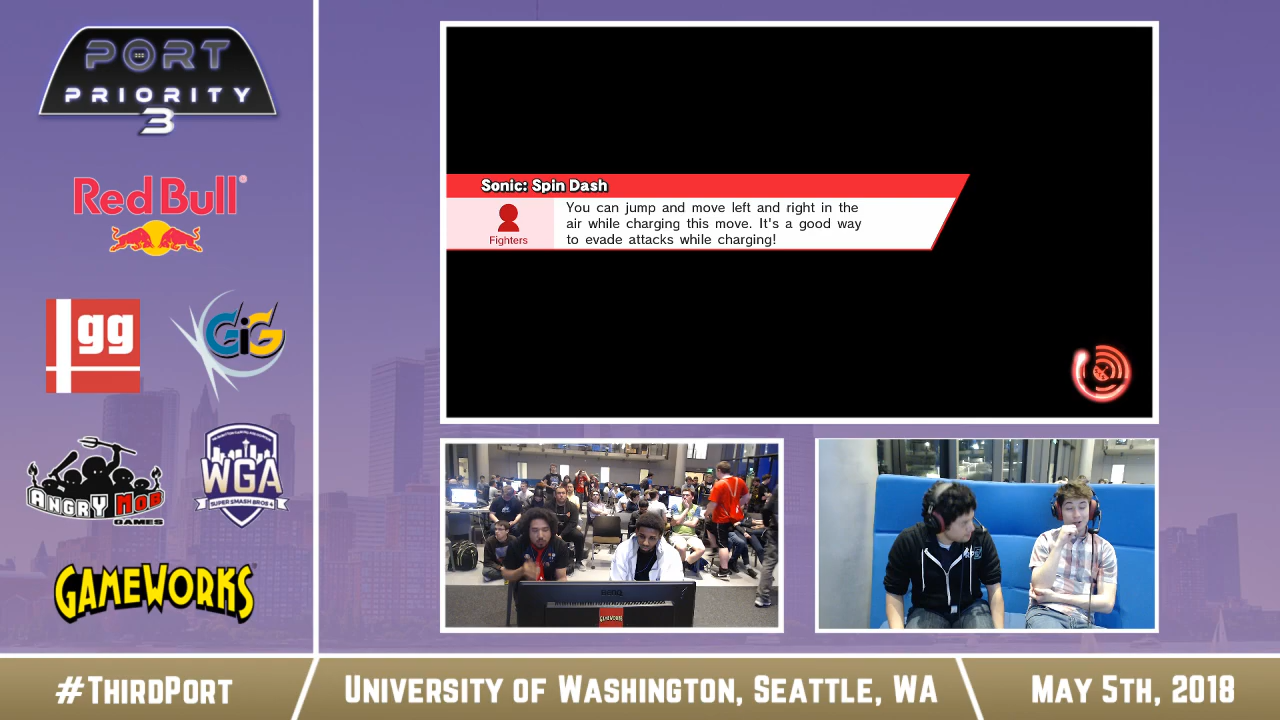 PORT
PRIORITY
3
Red Bull
gg
GiG
ANGRY MOB
GAMES
WGA
SUPER SMASH BROS 4
GAMEWORKS
Sonic: Spin Dash
You can jump and move left and right in the
air while charging this move. It's a good way
to evade attacks while charging!
Fighters
BENQ
GAMEWORKS
#THIRDPORT
UNIVERSITY OF WASHINGTON, SEATTLE, WA
MAY 5TH, 2018